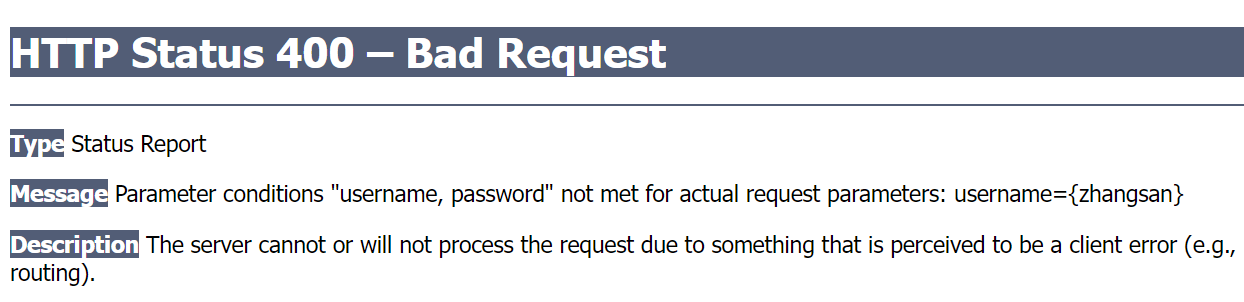 HTTP Status 400 – Bad Request
Type Status Report
Message Parameter conditions "username, password" not met for actual request parameters: username={zhangsan}
Description The server cannot or will not process the request due to something that is perceived to be a client error (e.g.,
routing).